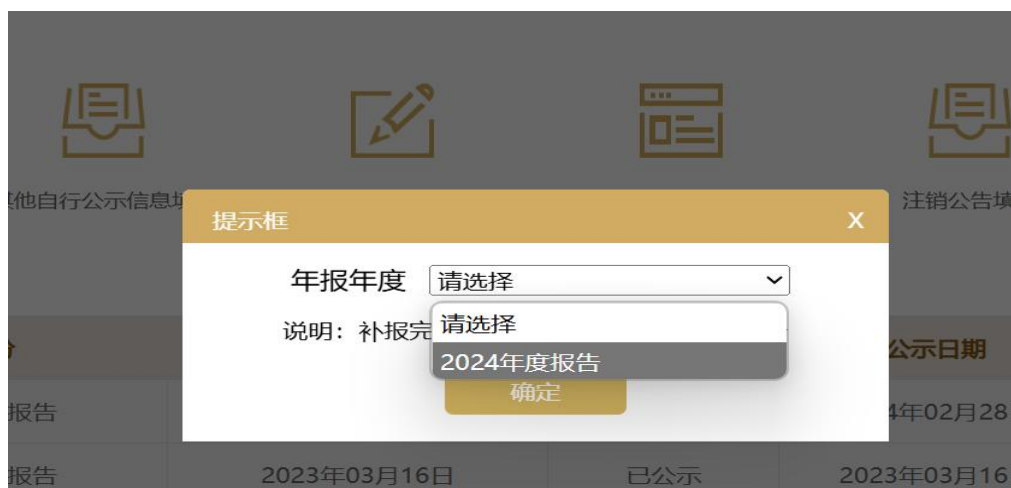 他自行公示信息填
注销公告填
提示框
X
年报年度
请选择
说明：补报完
请选择
2024年度报告
确定
公示日期
报告
4年02月28
报告
2023年03月16日
已公示
2023年03月16